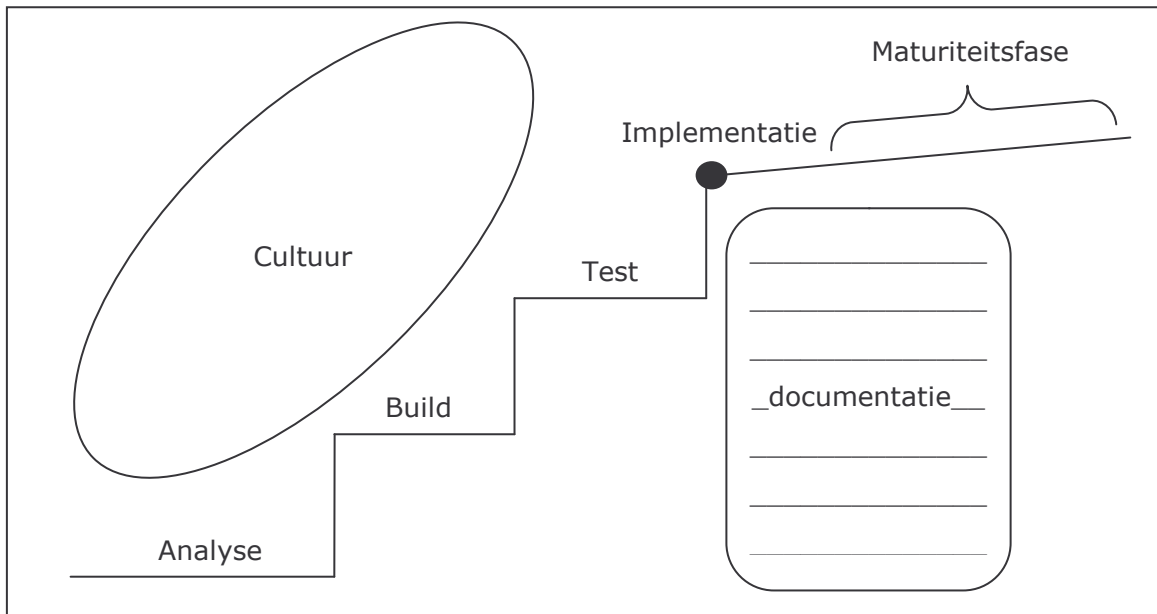 Maturiteitsfase
Implementatie
Cultuur
Test
_documentatie__
Build
Analyse